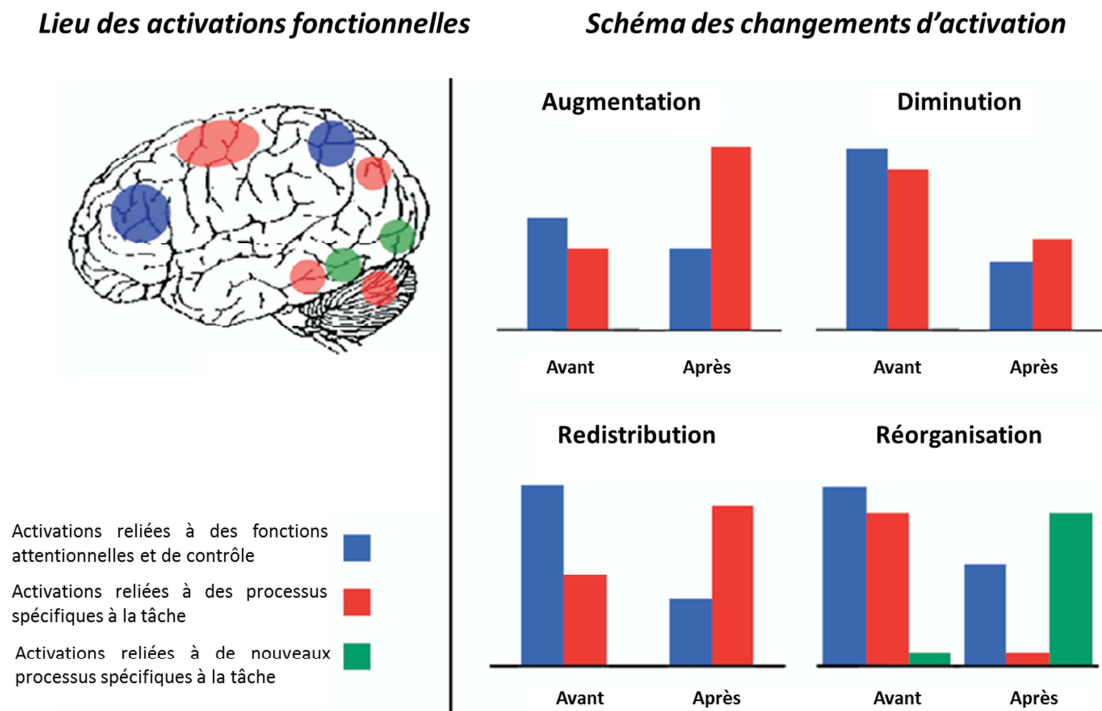 Lieu des activations fonctionnelles
Schéma des changements d'activation
Augmentation
Diminution
Avant
Après
Avant
Après
Redistribution
Réorganisation
Avant
Après
Avant
Après
Activations reliées à des fonctions
attentionnelles et de contrôle
Activations reliées à des processus
spécifiques à la tâche
Activations reliées à de nouveaux
processus spécifiques à la tâche